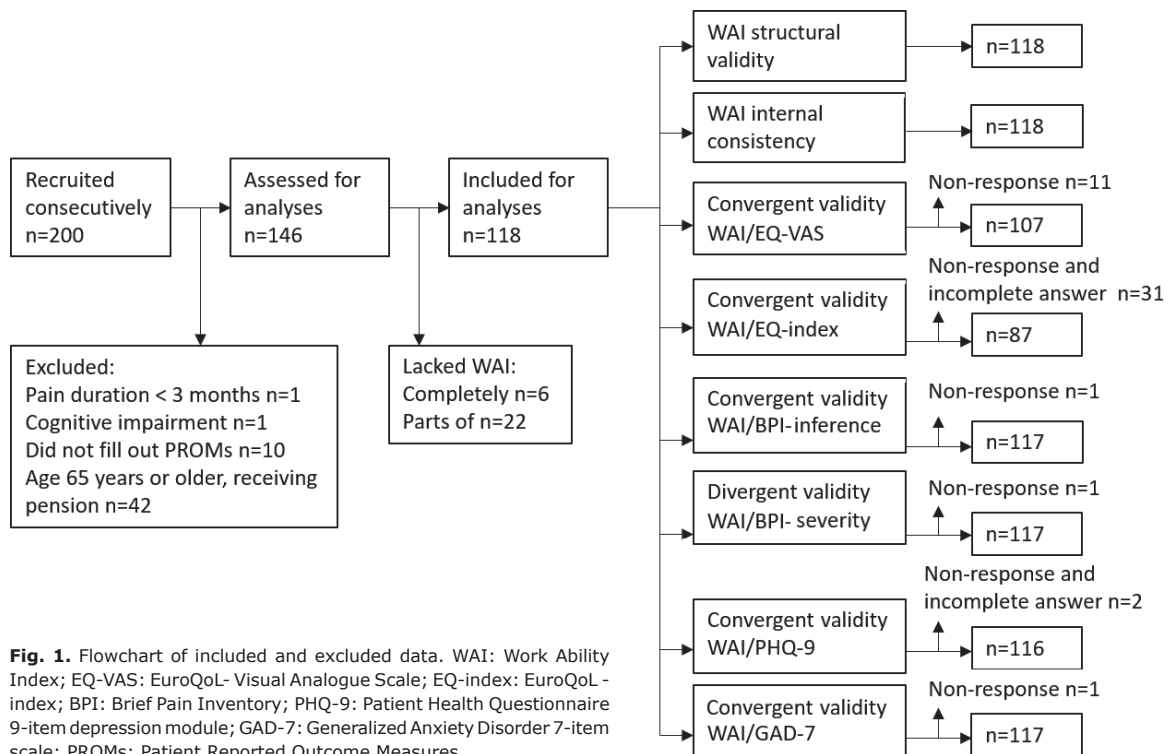 Recruited
consecutively
n=200
Assessed for
analyses
n=146
Included for
analyses
n=118
Excluded:
Pain duration < 3 months n=1
Cognitive impairment n=1
Did not fill out PROMs n=10
Age 65 years or older, receiving
pension n=42
Lacked WAI:
Completely n=6
Parts of n=22
WAI structural
validity
n=118
WAI internal
consistency
n=118
Convergent validity
WAI/EQ-VAS
Non-response n=11
n=107
Convergent validity
WAI/EQ-index
Non-response and
incomplete answer n=31
n=87
Convergent validity
WAI/BPI-inference
Non-response n=1
n=117
Divergent validity
WAI/BPI- severity
Non-response n=1
n=117
Convergent validity
WAI/PHQ-9
Non-response and
incomplete answer n=2
n=116
Convergent validity
WAI/GAD-7
Non-response n=1
n=117
Fig. 1. Flowchart of included and excluded data. WAI: Work Ability
Index; EQ-VAS: EuroQoL- Visual Analogue Scale; EQ-index: EuroQoL -
index; BPI: Brief Pain Inventory; PHQ-9: Patient Health Questionnaire
9-item depression module; GAD-7: Generalized Anxiety Disorder 7-item
scale; PROMs: Patient Reported Outcome Measures